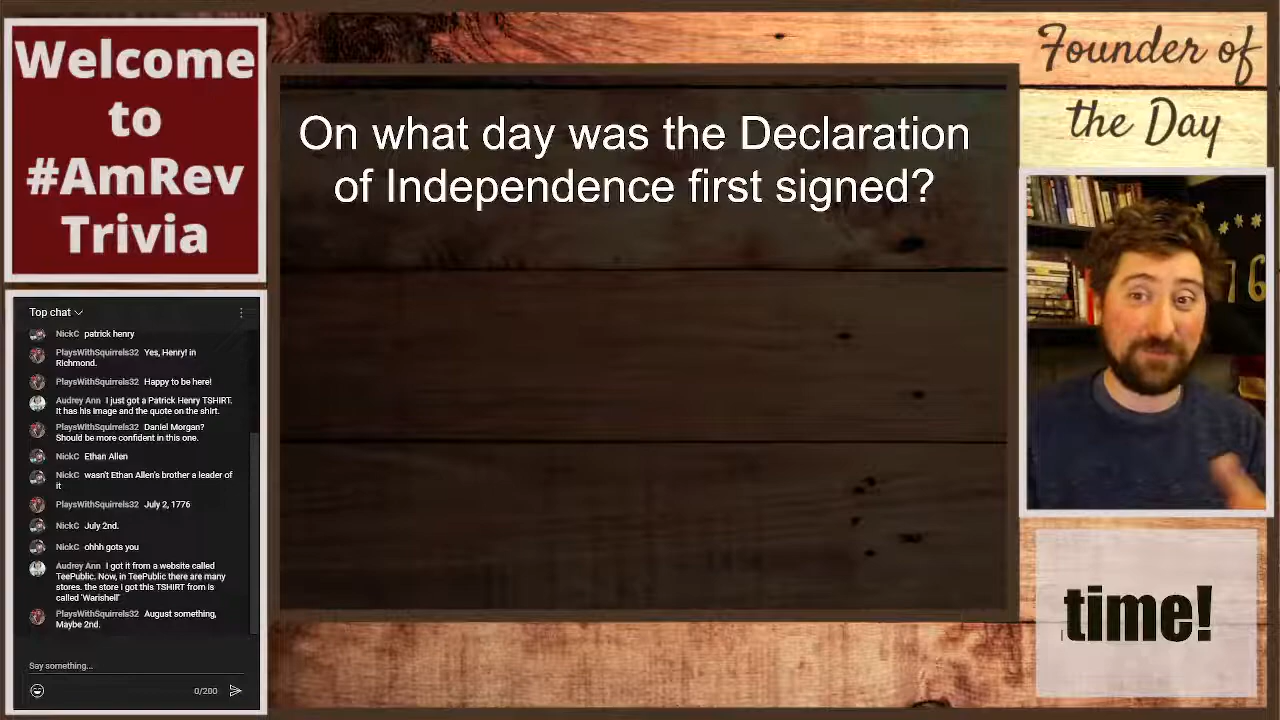 Welcome
to
#AmRev
Trivia
On what day was the Declaration
of Independence first signed?
Founder of
the Day
76
Top chat
NickC patrick henry
PlaysWithSquirrels32 Yes, Henry! in
Richmond.
PlaysWithSquirrels32 Happy to be here!
Audrey Ann I just got a Patrick Henry TSHIRT.
It has his image and the quote on the shirt.
PlaysWithSquirrels32 Daniel Morgan?
Should be more confident in this one.
NickC Ethan Allen
NickC wasn't Ethan Allen's brother a leader of
it
PlaysWithSquirrels32 July 2, 1776
NickC July 2nd.
NickC ohhh gots you
Audrey Ann I got it from a website called
TeePublic. Now, in TeePublic there are many
stores. the store i got this TSHIRT from is
called 'Warishell'
PlaysWithSquirrels32 August something,
Maybe 2nd.
Say something...
0/200
time!